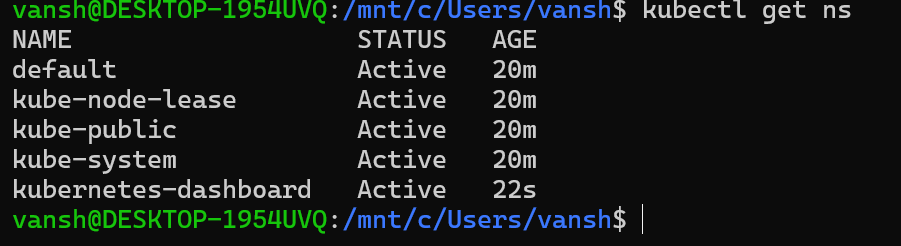 vansh@DESKTOP-1954UVQ:/mnt/c/Users/vansh$ kubectl get ns
NAME                   STATUS   AGE
default                Active   20m
kube-node-lease        Active   20m
kube-public            Active   20m
kube-system            Active   20m
kubernetes-dashboard   Active   22s
vansh@DESKTOP-1954UVQ:/mnt/c/Users/vansh$